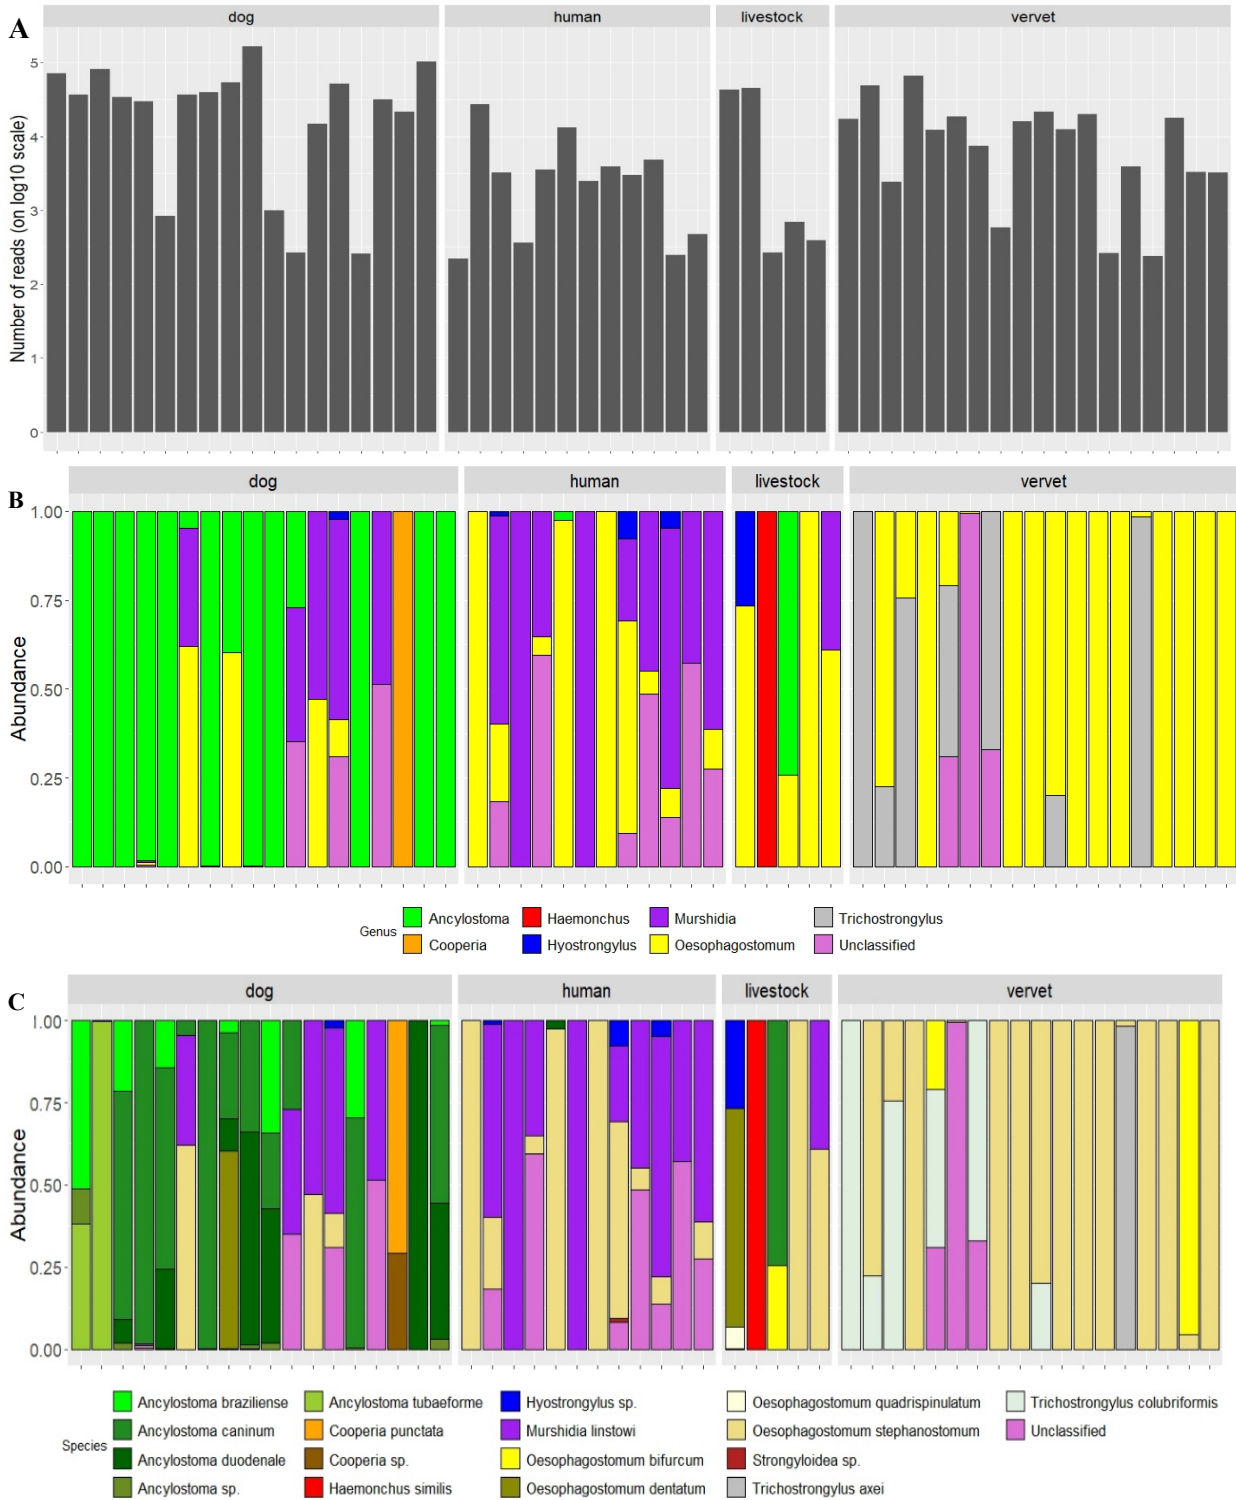 A
dog human livestock vervet
Number of reads (on log10 scale)
5
4
3
2
1
0
B
dog human livestock vervet
Abundance
1.00
0.75
0.50
0.25
0.00
Genus
Ancylostoma Haemonchus Murshidia Trichostrongylus
Cooperia Hyostrongylus Oesophagostomum Unclassified
C
dog human livestock vervet
Abundance
1.00
0.75
0.50
0.25
0.00
Species
Ancylostoma braziliense Ancylostoma tubaeforme Hyostrongylus sp. Oesophagostomum quadrispinulatum Trichostrongylus colubriformis
Ancylostoma caninum Cooperia punctata Murshidia linstowi Oesophagostomum stephanostomum Unclassified
Ancylostoma duodenale Cooperia sp. Oesophagostomum bifurcum Strongyloidea sp.
Ancylostoma sp. Haemonchus similis Oesophagostomum dentatum Trichostrongylus axei